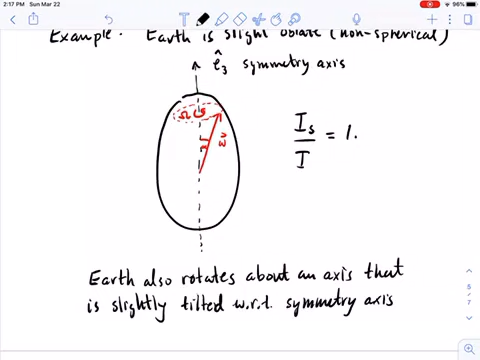 2:17 PM Sun Mar 22
96%
Example. Earth is slight oblate (non-spherical)
ê₃ symmetry axis
Ω
ω⃗
I_s / I = 1.
Earth also rotates about an axis that
is slightly tilted w.r.t. symmetry axis
5
7